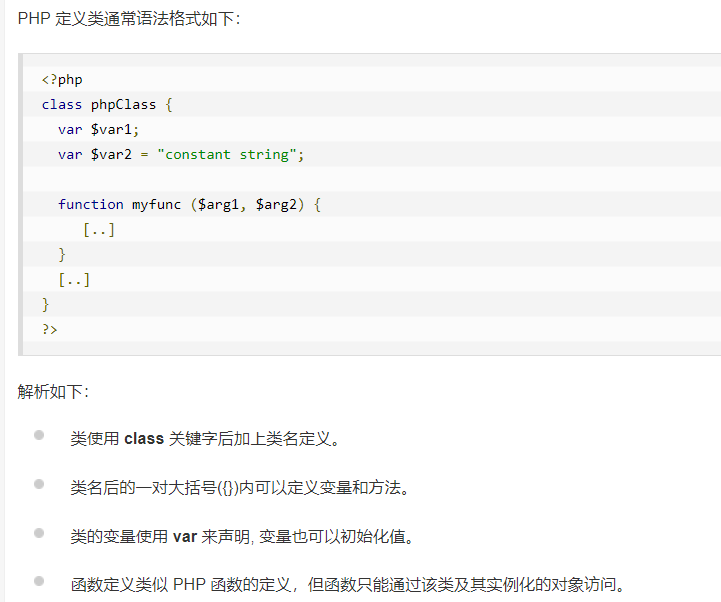 PHP 定义类通常语法格式如下：
<?php
class phpClass {
  var $var1;
  var $var2 = "constant string";
  function myfunc ($arg1, $arg2) {
     [..]
  }
  [..]
}
?>
解析如下：
类使用 class 关键字后加上类名定义。
类名后的一对大括号({})内可以定义变量和方法。
类的变量使用 var 来声明, 变量也可以初始化值。
函数定义类似 PHP 函数的定义，但函数只能通过该类及其实例化的对象访问。